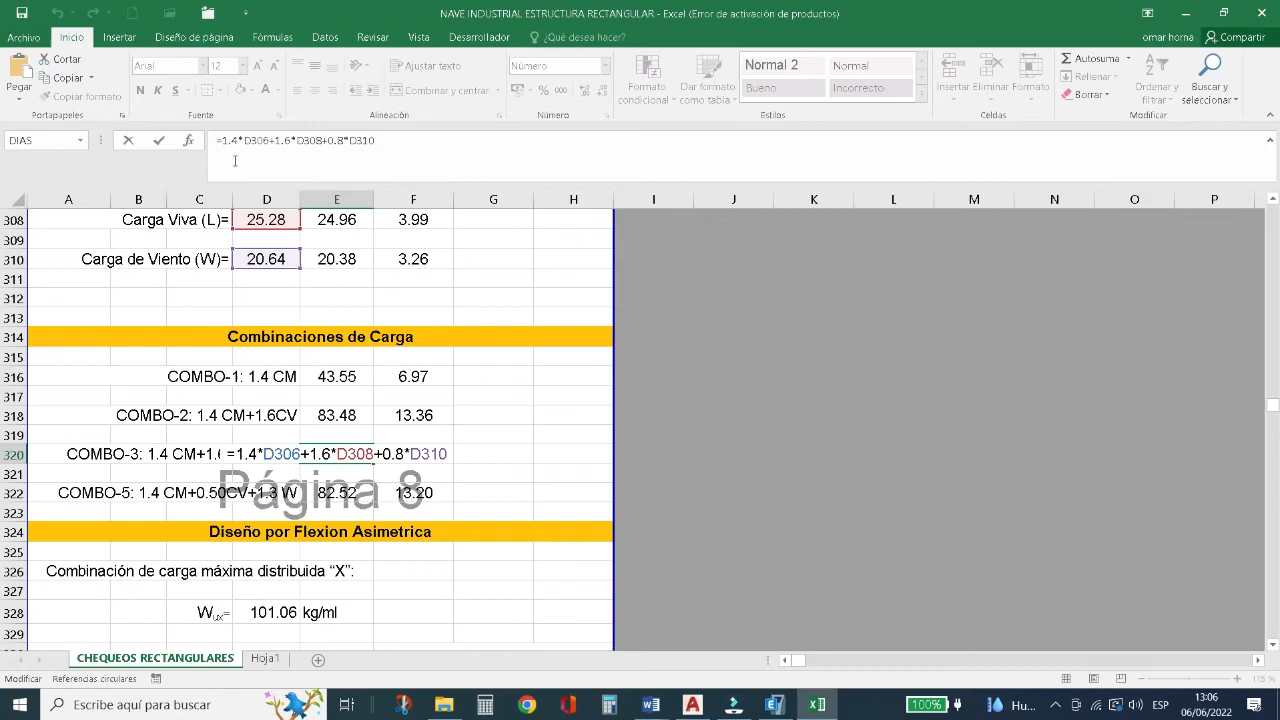 NAVE INDUSTRIAL ESTRUCTURA RECTANGULAR - Excel (Error de activación de productos)
Archivo Inicio Insertar Diseño de página Fórmulas Datos Revisar Vista Desarrollador ¿Qué desea hacer? omar horna Compartir
Pegar Cortar Copiar Copiar formato
Portapapeles
Arial 12
N K S
Fuente
Ajustar texto
Combinar y centrar
Alineación
Número
% 000
Número
Formato condicional Dar formato como tabla
Normal 2 Normal
Bueno Incorrecto
Estilos
Insertar Eliminar Formato
Celdas
Autosuma
Rellenar
Borrar
Ordenar y filtrar Buscar y seleccionar
Modificar
DIAS fx =1.4*D306+1.6*D308+0.8*D310
A B C D E F G H I J K L M N O P
308 Carga Viva (L)= 25.28 24.96 3.99
309
310 Carga de Viento (W)= 20.64 20.38 3.26
311
312
313
314 Combinaciones de Carga
315
316 COMBO-1: 1.4 CM 43.55 6.97
317
318 COMBO-2: 1.4 CM+1.6CV 83.48 13.36
319
320 COMBO-3: 1.4 CM+1.6 =1.4*D306+1.6*D308+0.8*D310
321
Página 8
322 COMBO-5: 1.4 CM+0.50CV+1.3 W 82.52 13.20
323
324 Diseño por Flexion Asimetrica
325
326 Combinación de carga máxima distribuida “X”:
327
328 Wux= 101.06 kg/ml
329
CHEQUEOS RECTANGULARES Hoja1
Modificar Referencias circulares 115 %
Escribe aquí para buscar 100% Hu... ESP 13:06
06/06/2022